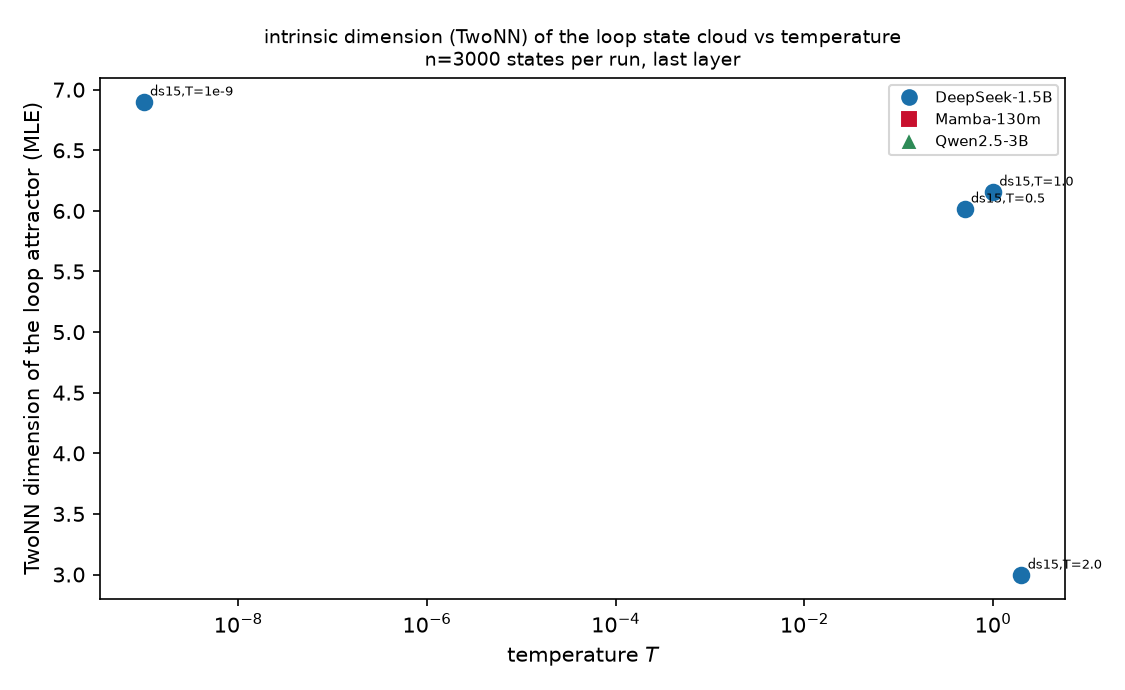 intrinsic dimension (TwoNN) of the loop state cloud vs temperature
n=3000 states per run, last layer
TwoNN dimension of the loop attractor (MLE)
7.0
6.5
6.0
5.5
5.0
4.5
4.0
3.5
3.0
ds15,T=1e-9
DeepSeek-1.5B
Mamba-130m
Qwen2.5-3B
ds15,T=1.0
ds15,T=0.5
ds15,T=2.0
10⁻⁸
10⁻⁶
10⁻⁴
10⁻²
10⁰
temperature T